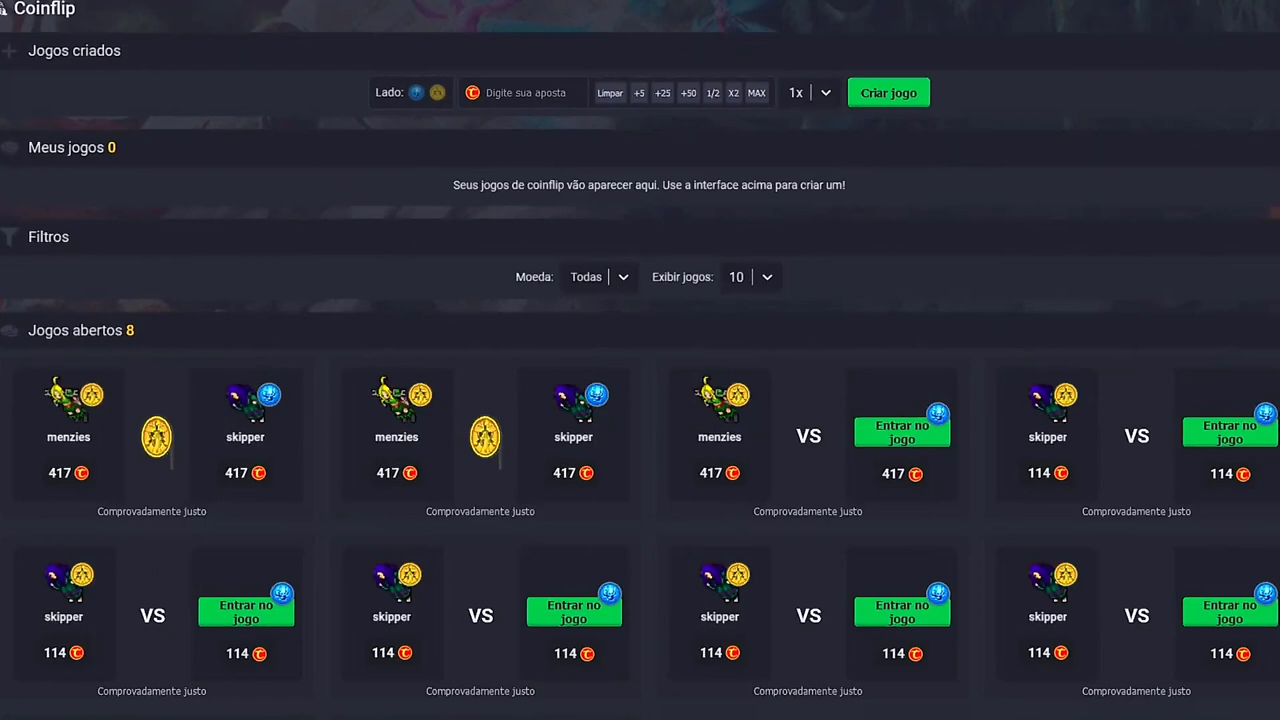 Coinflip
Jogos criados
Lado: Digite sua aposta Limpar +5 +25 +50 1/2 X2 MAX 1x Criar jogo
Meus jogos 0
Seus jogos de coinflip vão aparecer aqui. Use a interface acima para criar um!
Filtros
Moeda: Todas Exibir jogos: 10
Jogos abertos 8
menzies skipper
417 417
Comprovadamente justo
menzies skipper
417 417
Comprovadamente justo
menzies VS Entrar no
jogo
417 417
Comprovadamente justo
skipper VS Entrar no
jogo
114 114
Comprovadamente justo
skipper VS Entrar no
jogo
114 114
Comprovadamente justo
skipper VS Entrar no
jogo
114 114
Comprovadamente justo
skipper VS Entrar no
jogo
114 114
Comprovadamente justo
skipper VS Entrar no
jogo
114 114
Comprovadamente justo